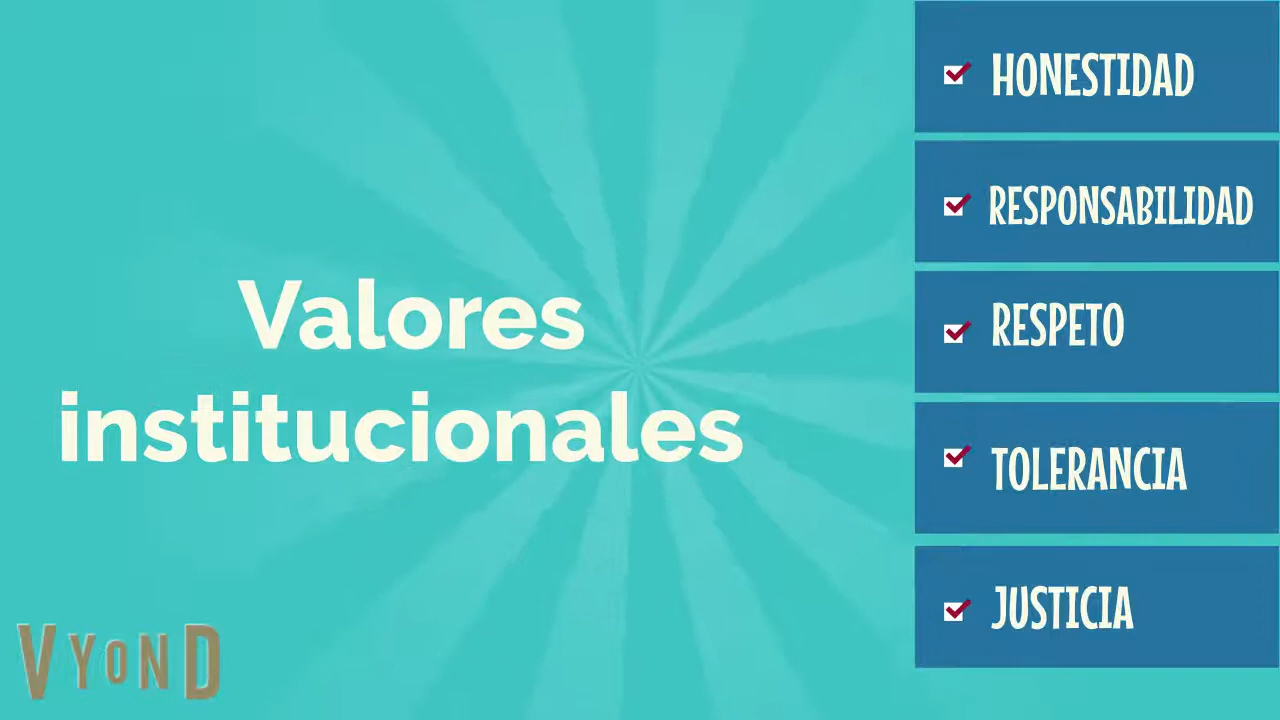 Valores
institucionales
HONESTIDAD
RESPONSABILIDAD
RESPETO
TOLERANCIA
JUSTICIA
VYOND